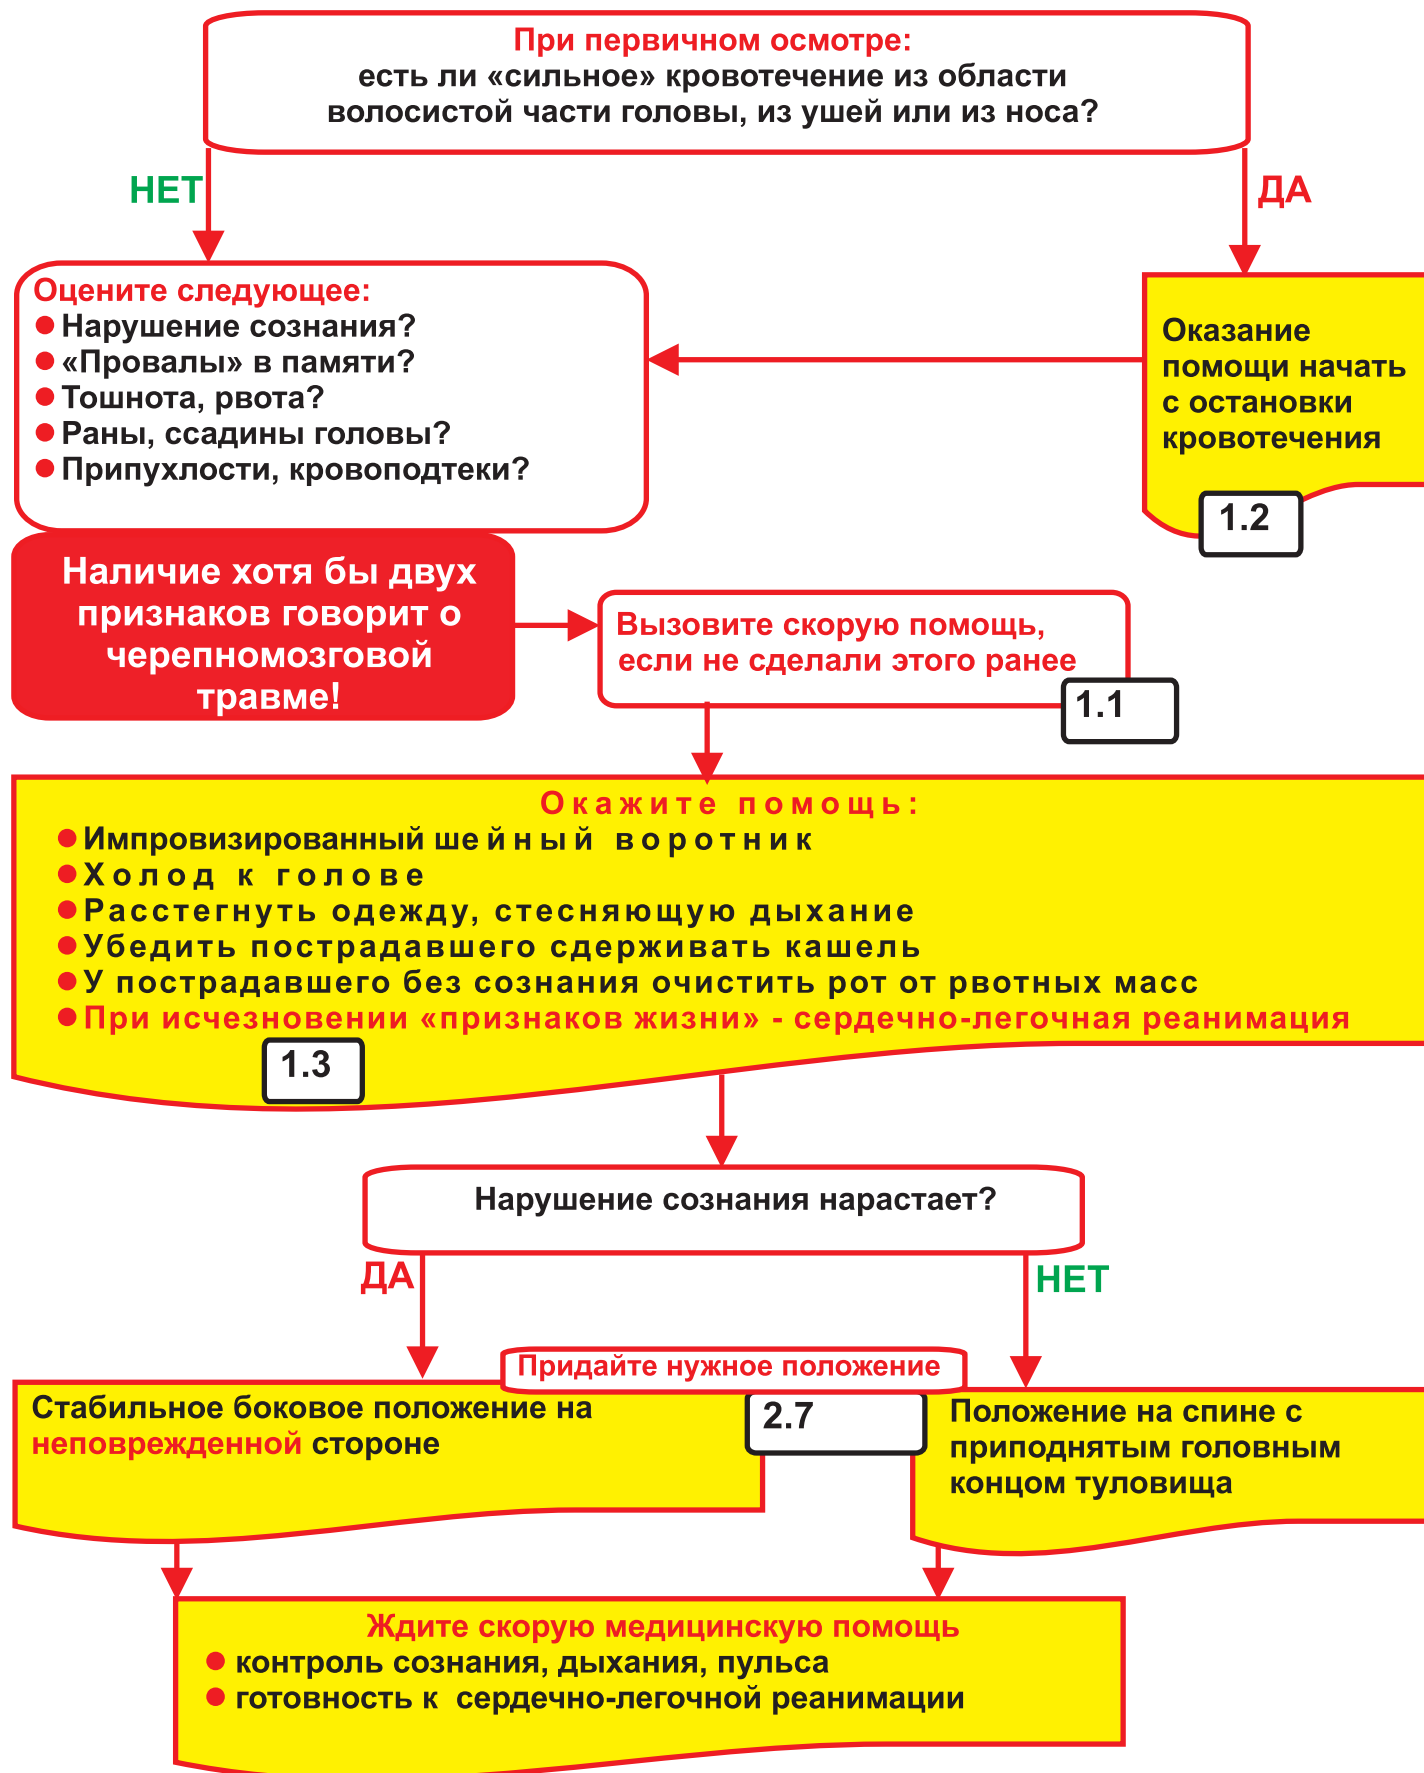 При первичном осмотре:
есть ли «сильное» кровотечение из области
волосистой части головы, из ушей или из носа?
НЕТ
ДА
Оцените следующее:
Нарушение сознания?
«Провалы» в памяти?
Тошнота, рвота?
Раны, ссадины головы?
Припухлости, кровоподтеки?
Оказание
помощи начать
с остановки
кровотечения
1.2
Наличие хотя бы двух
признаков говорит о
черепномозговой
травме!
Вызовите скорую помощь,
если не сделали этого ранее
1.1
Окажите помощь:
Импровизированный шейный воротник
Холод к голове
Расстегнуть одежду, стесняющую дыхание
Убедить пострадавшего сдерживать кашель
У пострадавшего без сознания очистить рот от рвотных масс
При исчезновении «признаков жизни» - сердечно-легочная реанимация
1.3
Нарушение сознания нарастает?
ДА
НЕТ
Придайте нужное положение
2.7
Стабильное боковое положение на
неповрежденной стороне
Положение на спине с
приподнятым головным
концом туловища
Ждите скорую медицинскую помощь
контроль сознания, дыхания, пульса
готовность к сердечно-легочной реанимации